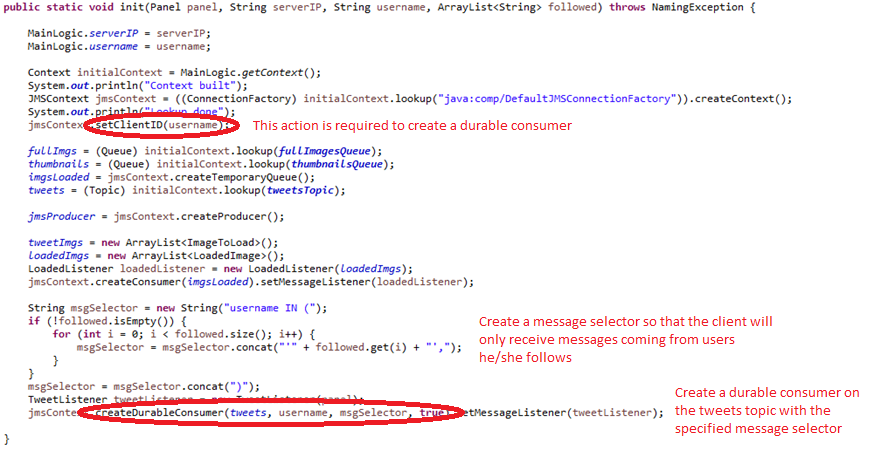 public static void init(Panel panel, String serverIP, String username, ArrayList<String> followed) throws NamingException {
MainLogic.serverIP = serverIP;
MainLogic.username = username;
Context initialContext = MainLogic.getContext();
System.out.println("Context built");
JMSContext jmsContext = ((ConnectionFactory) initialContext.lookup("java:comp/DefaultJMSConnectionFactory")).createContext();
System.out.println("Lookup done");
jmsContext.setClientID(username); This action is required to create a durable consumer
fullImgs = (Queue) initialContext.lookup(fullImagesQueue);
thumbnails = (Queue) initialContext.lookup(thumbnailsQueue);
imgsLoaded = jmsContext.createTemporaryQueue();
tweets = (Topic) initialContext.lookup(tweetsTopic);
jmsProducer = jmsContext.createProducer();
tweetImgs = new ArrayList<ImageToLoad>();
loadedImgs = new ArrayList<LoadedImage>();
LoadedListener loadedListener = new LoadedListener(loadedImgs);
jmsContext.createConsumer(imgsLoaded).setMessageListener(loadedListener);
String msgSelector = new String("username IN (");
if (!followed.isEmpty()) {
for (int i = 0; i < followed.size(); i++) {
msgSelector = msgSelector.concat("'" + followed.get(i) + "',");
}
}
msgSelector = msgSelector.concat(")");
Create a message selector so that the client will
only receive messages coming from users
he/she follows
TweetListener tweetListener = new TweetListener(panel);
jmsContext.createDurableConsumer(tweets, username, msgSelector, true).setMessageListener(tweetListener);
Create a durable consumer on
the tweets topic with the
specified message selector
}